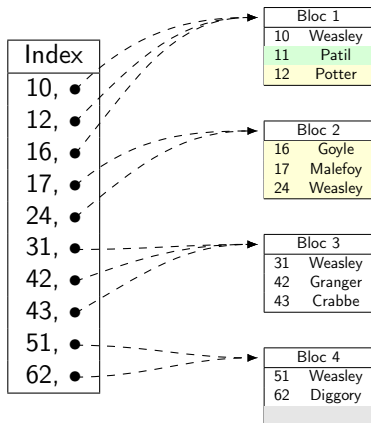 Index
10,
12,
16,
17,
24,
31,
42,
43,
51,
62,
Bloc 1
10 Weasley
11 Patil
12 Potter
Bloc 2
16 Goyle
17 Malefoy
24 Weasley
Bloc 3
31 Weasley
42 Granger
43 Crabbe
Bloc 4
51 Weasley
62 Diggory